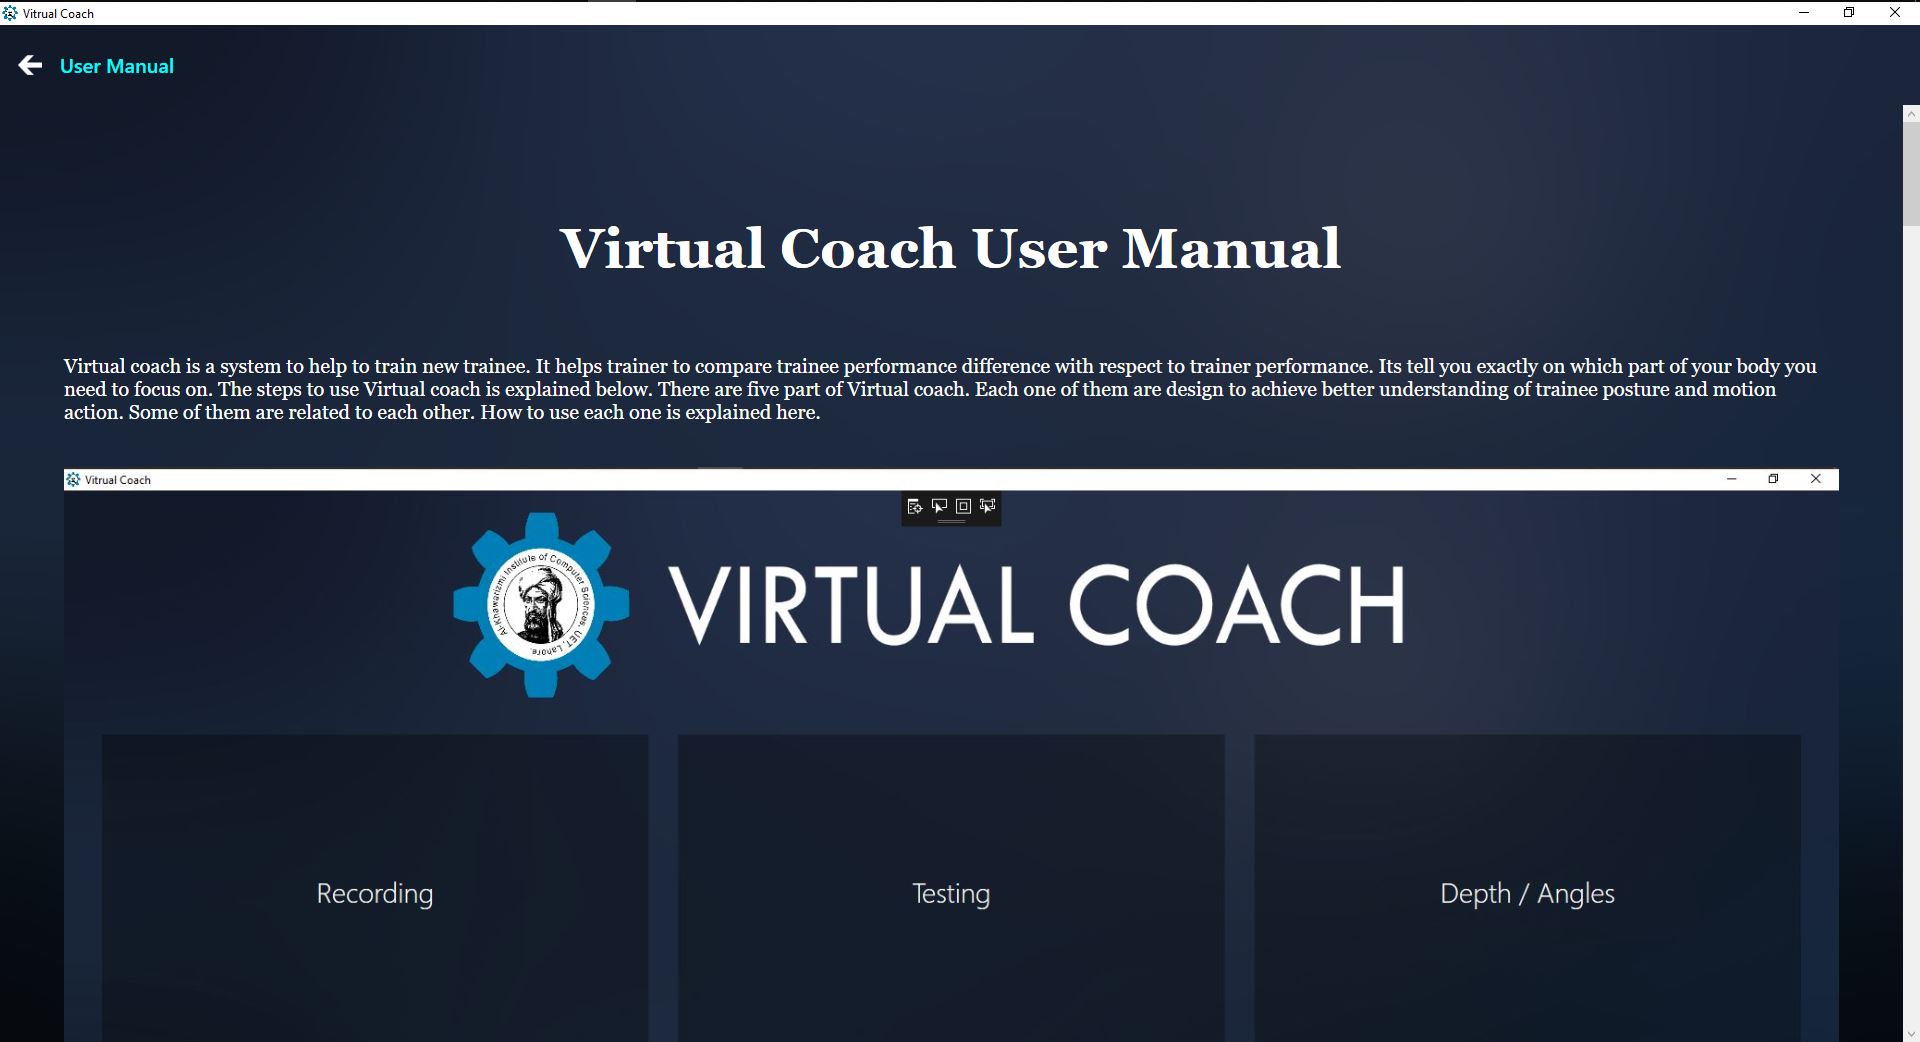 Vitrual Coach
User Manual
Virtual Coach User Manual
Virtual coach is a system to help to train new trainee. It helps trainer to compare trainee performance difference with respect to trainer performance. Its tell you exactly on which part of your body you
need to focus on. The steps to use Virtual coach is explained below. There are five part of Virtual coach. Each one of them are design to achieve better understanding of trainee posture and motion
action. Some of them are related to each other. How to use each one is explained here.
Vitrual Coach
Al-Khawarizmi Institute of Computer Sciences, UET, Lahore.
VIRTUAL COACH
Recording
Testing
Depth / Angles